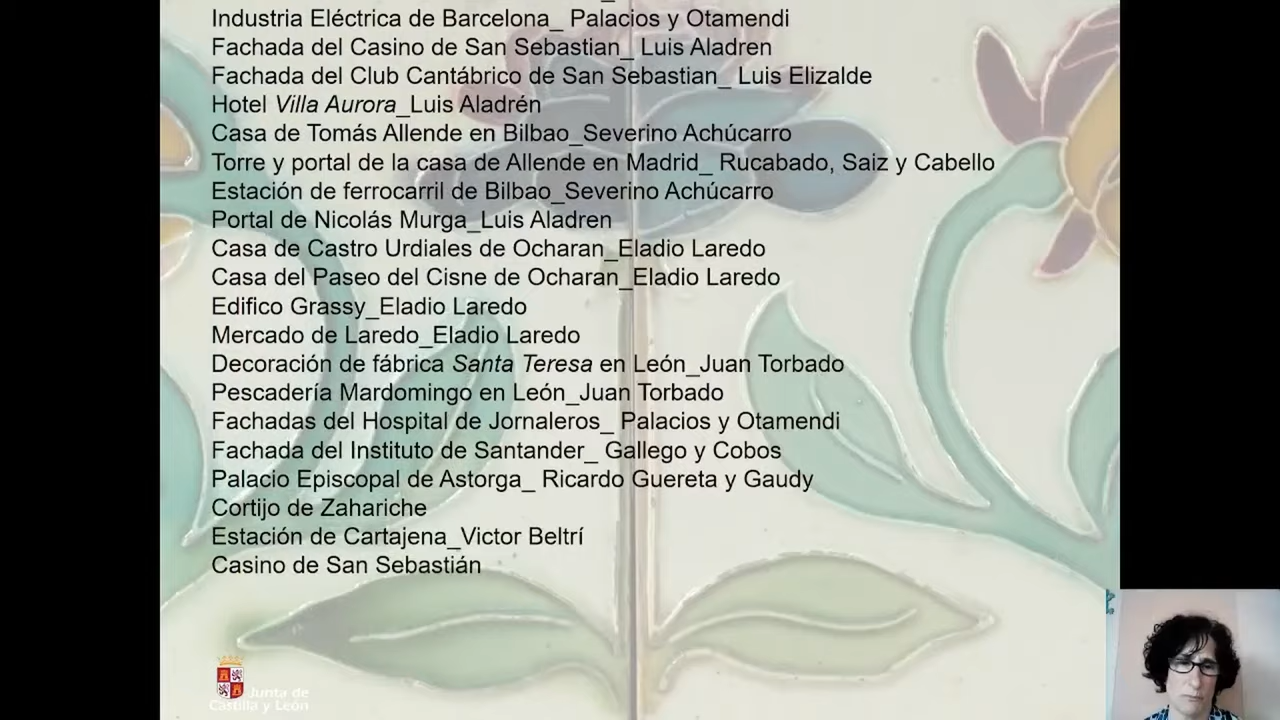 Industria Eléctrica de Barcelona_ Palacios y Otamendi
Fachada del Casino de San Sebastian_ Luis Aladren
Fachada del Club Cantábrico de San Sebastian_ Luis Elizalde
Hotel Villa Aurora_Luis Aladrén
Casa de Tomás Allende en Bilbao_Severino Achúcarro
Torre y portal de la casa de Allende en Madrid_ Rucabado, Saiz y Cabello
Estación de ferrocarril de Bilbao_Severino Achúcarro
Portal de Nicolás Murga_Luis Aladren
Casa de Castro Urdiales de Ocharan_Eladio Laredo
Casa del Paseo del Cisne de Ocharan_Eladio Laredo
Edifico Grassy_Eladio Laredo
Mercado de Laredo_Eladio Laredo
Decoración de fábrica Santa Teresa en León_Juan Torbado
Pescadería Mardomingo en León_Juan Torbado
Fachadas del Hospital de Jornaleros_ Palacios y Otamendi
Fachada del Instituto de Santander_ Gallego y Cobos
Palacio Episcopal de Astorga_ Ricardo Guereta y Gaudy
Cortijo de Zahariche
Estación de Cartajena_Victor Beltrí
Casino de San Sebastián
Junta de
Castilla y León